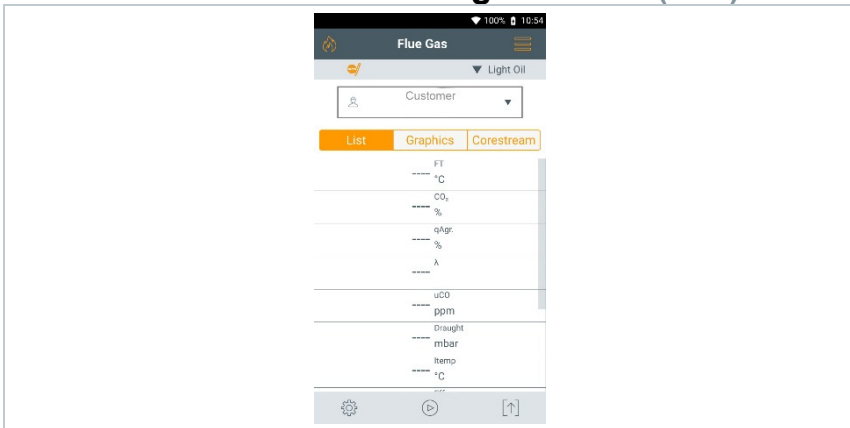 100% 10:54
Flue Gas
Light Oil
Customer
List Graphics Corestream
FT
---- °C
CO₂
---- %
qAgr.
---- %
λ
----
uCO
---- ppm
Draught
---- mbar
Itemp
---- °C